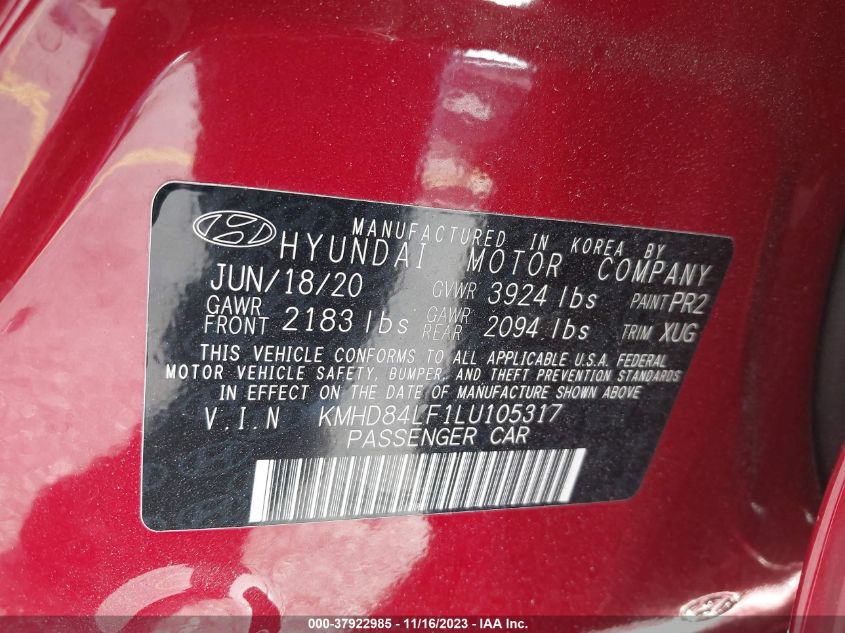 MANUFACTURED IN KOREA BY
HYUNDAI MOTOR COMPANY
JUN/18/20 GVWR 3924 lbs PAINT PR2
GAWR FRONT 2183 lbs GAWR REAR 2094 lbs TRIM XUG
THIS VEHICLE CONFORMS TO ALL APPLICABLE U.S.A. FEDERAL
MOTOR VEHICLE SAFETY, BUMPER, AND THEFT PREVENTION STANDARDS
IN EFFECT ON THE DATE OF MANUFACTURE SHOWN ABOVE
V.I.N KMHD84LF1LU105317
PASSENGER CAR
000-37922985 - 11/16/2023 - IAA Inc.